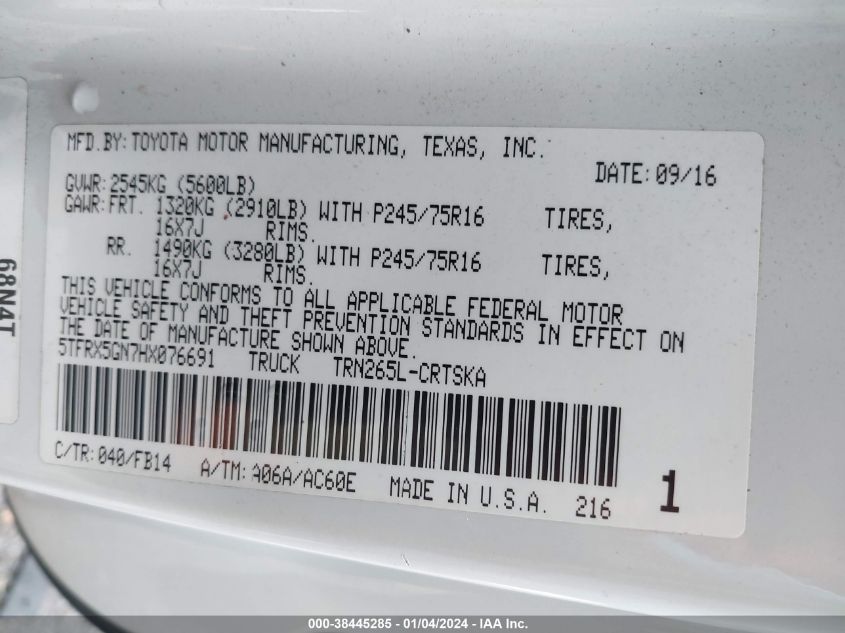 MFD.BY:TOYOTA MOTOR MANUFACTURING, TEXAS, INC.
DATE:09/16
GVWR:2545KG (5600LB)
GAWR:FRT. 1320KG (2910LB) WITH P245/75R16 TIRES,
16X7J RIMS.
RR. 1490KG (3280LB) WITH P245/75R16 TIRES,
16X7J RIMS.
THIS VEHICLE CONFORMS TO ALL APPLICABLE FEDERAL MOTOR
VEHICLE SAFETY AND THEFT PREVENTION STANDARDS IN EFFECT ON
THE DATE OF MANUFACTURE SHOWN ABOVE.
5TFRX5GN7HX076691 TRUCK TRN265L-CRTSKA
C/TR:040/FB14 A/TM:A06A/AC60E MADE IN U.S.A. 216 1
68N4T
000-38445285 - 01/04/2024 - IAA Inc.